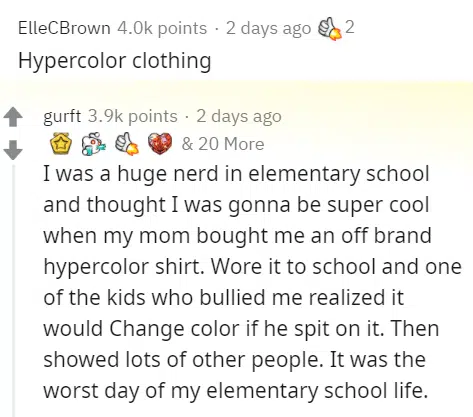 ElleCBrown 4.0k points · 2 days ago 2
Hypercolor clothing
gurft 3.9k points · 2 days ago
& 20 More
I was a huge nerd in elementary school
and thought I was gonna be super cool
when my mom bought me an off brand
hypercolor shirt. Wore it to school and one
of the kids who bullied me realized it
would Change color if he spit on it. Then
showed lots of other people. It was the
worst day of my elementary school life.